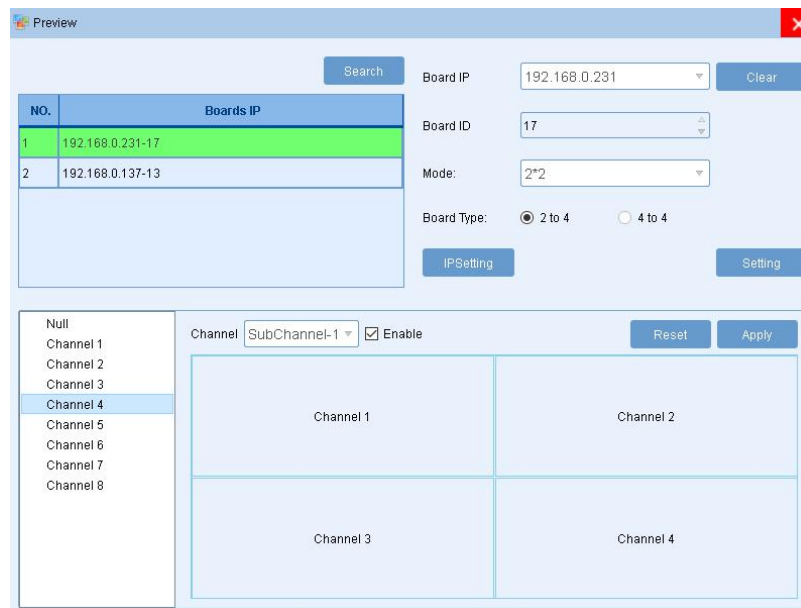 Preview
Search
Board IP
192.168.0.231
Clear
NO.
Boards IP
1
192.168.0.231-17
2
192.168.0.137-13
Board ID
17
Mode:
2*2
Board Type:
2 to 4
4 to 4
IPSetting
Setting
Null
Channel 1
Channel 2
Channel 3
Channel 4
Channel 5
Channel 6
Channel 7
Channel 8
Channel
SubChannel-1
Enable
Reset
Apply
Channel 1
Channel 2
Channel 3
Channel 4